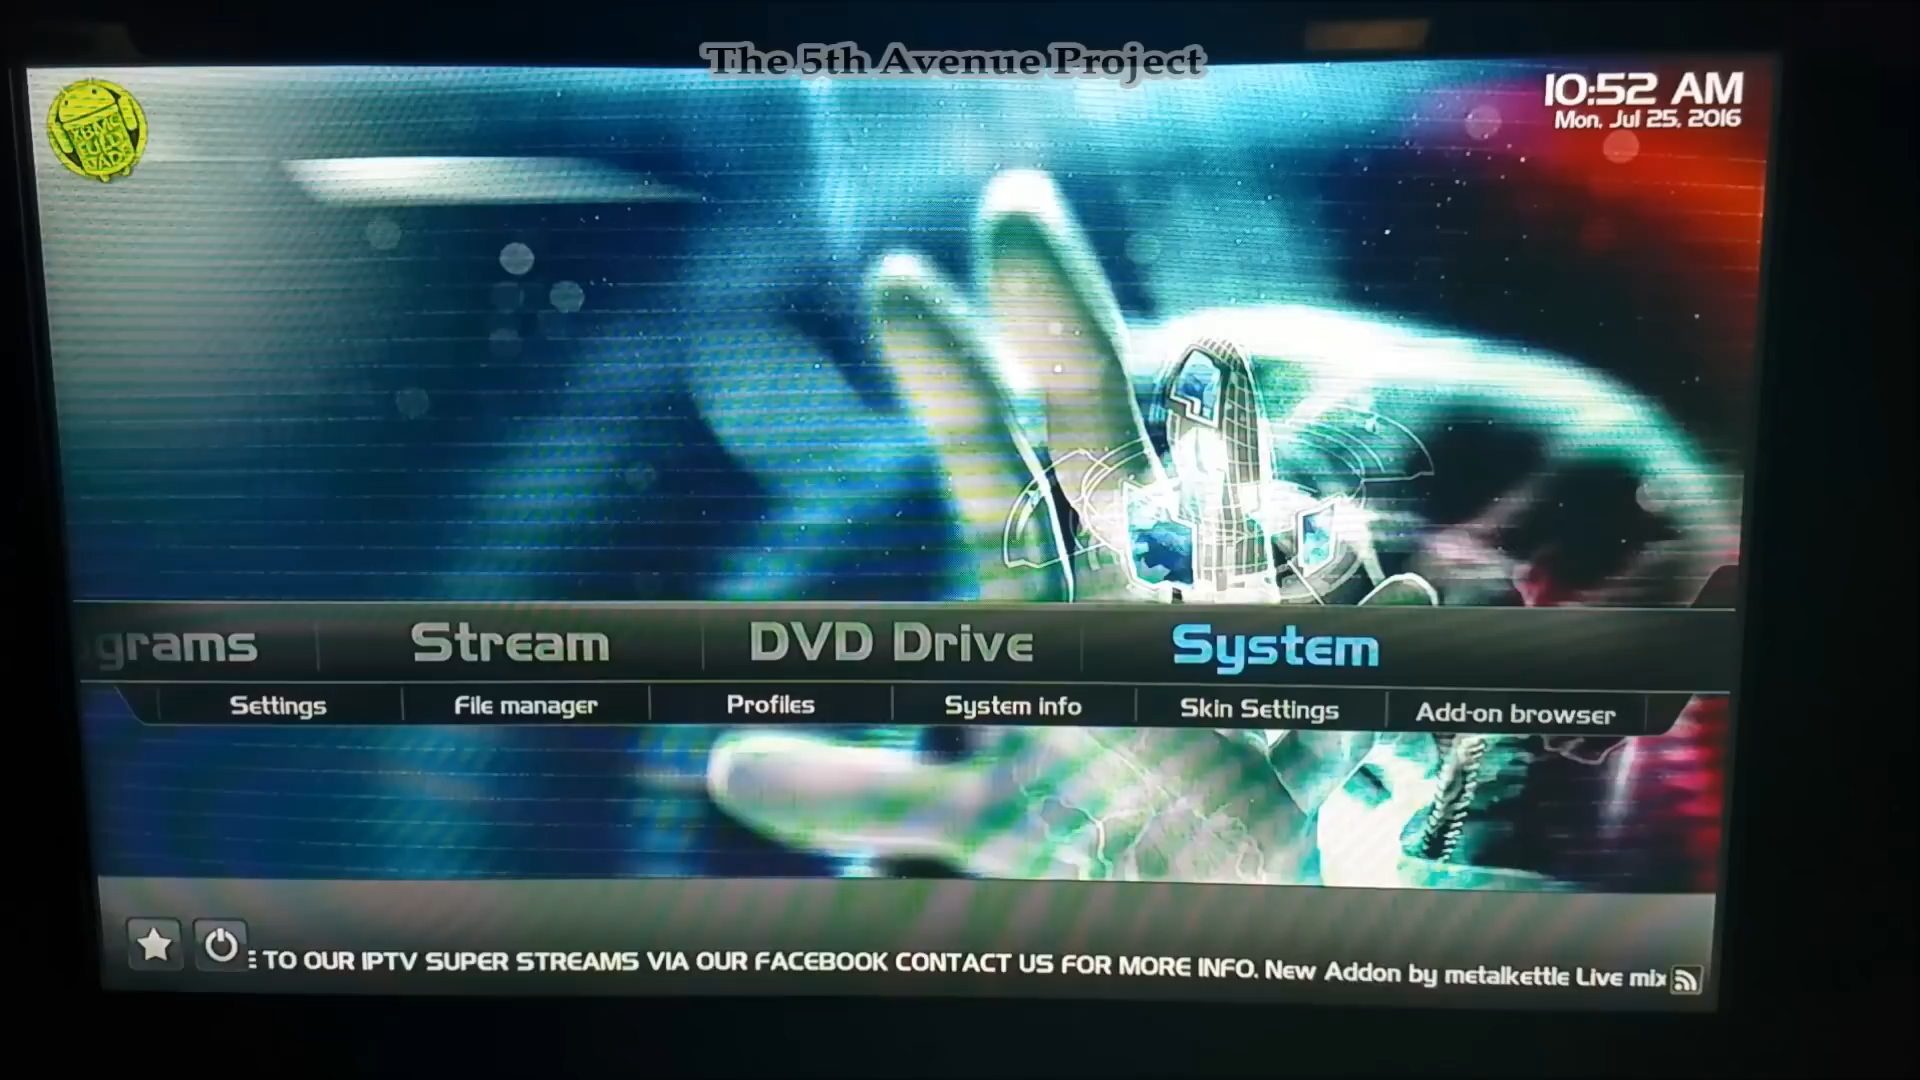 The 5th Avenue Project
10:52 AM
Mon, Jul 25, 2016
XBMC
grams
Stream
DVD Drive
System
Settings
File manager
Profiles
System info
Skin Settings
Add-on browser
TO OUR IPTV SUPER STREAMS VIA OUR FACEBOOK CONTACT US FOR MORE INFO. New Addon by metalkettle Live mix